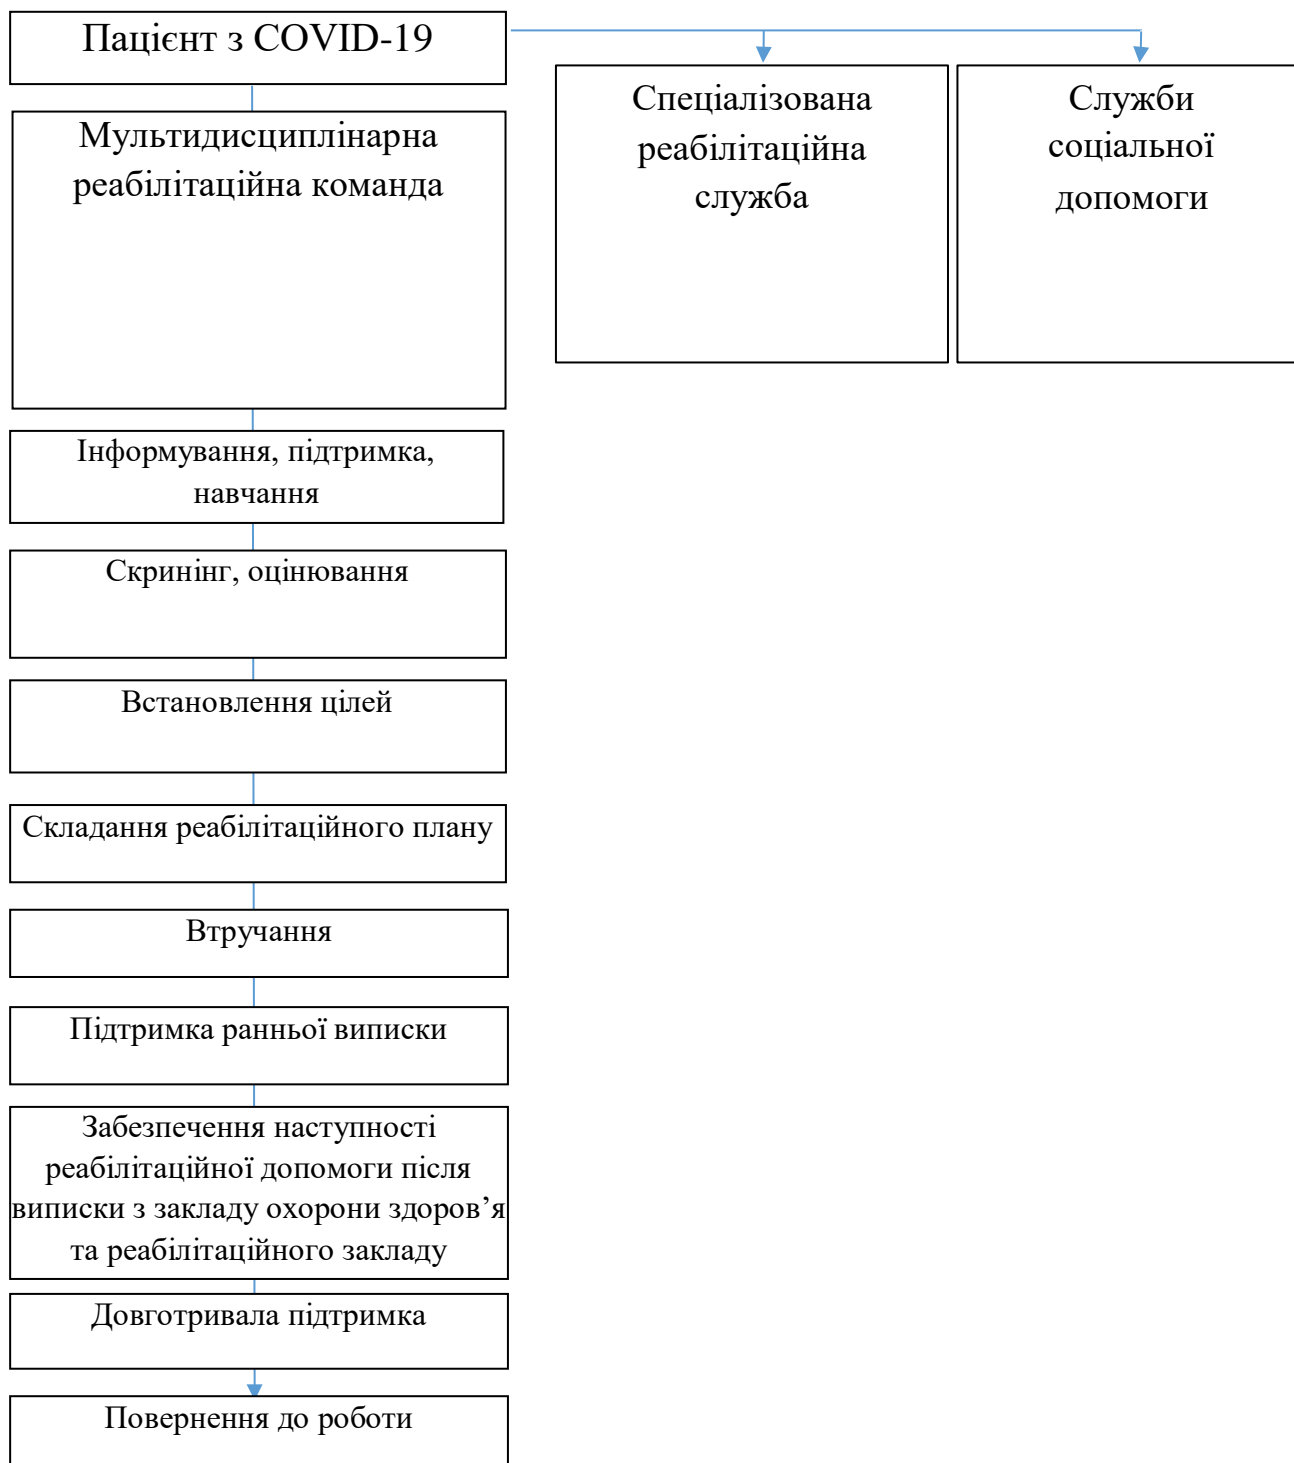 Пацієнт з COVID-19
Мультидисциплінарна
реабілітаційна команда
Спеціалізована
реабілітаційна
служба
Служби
соціальної
допомоги
Інформування, підтримка,
навчання
Скринінг, оцінювання
Встановлення цілей
Складання реабілітаційного плану
Втручання
Підтримка ранньої виписки
Забезпечення наступності
реабілітаційної допомоги після
виписки з закладу охорони здоров’я
та реабілітаційного закладу
Довготривала підтримка
Повернення до роботи